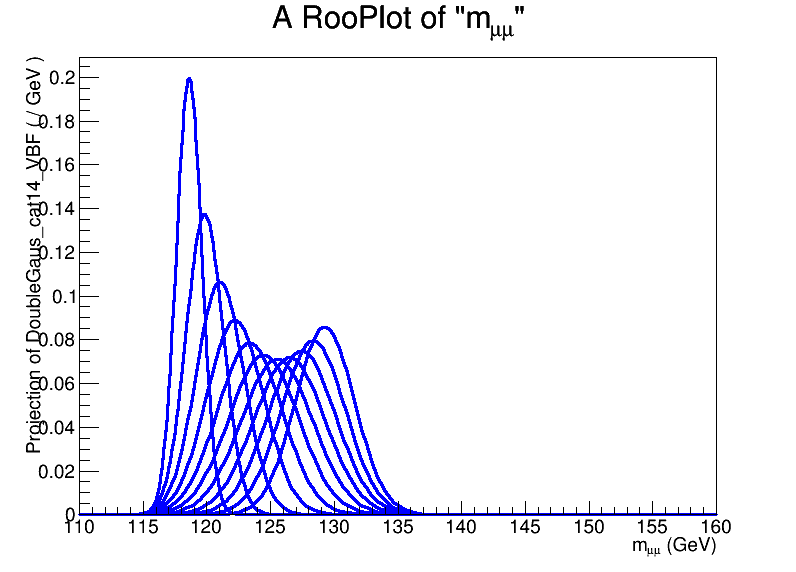 A RooPlot of "mμμ"
Projection of DoubleGaus_cat14_VBF ( / GeV )
0.2
0.18
0.16
0.14
0.12
0.1
0.08
0.06
0.04
0.02
0
110 115 120 125 130 135 140 145 150 155 160
mμμ (GeV)